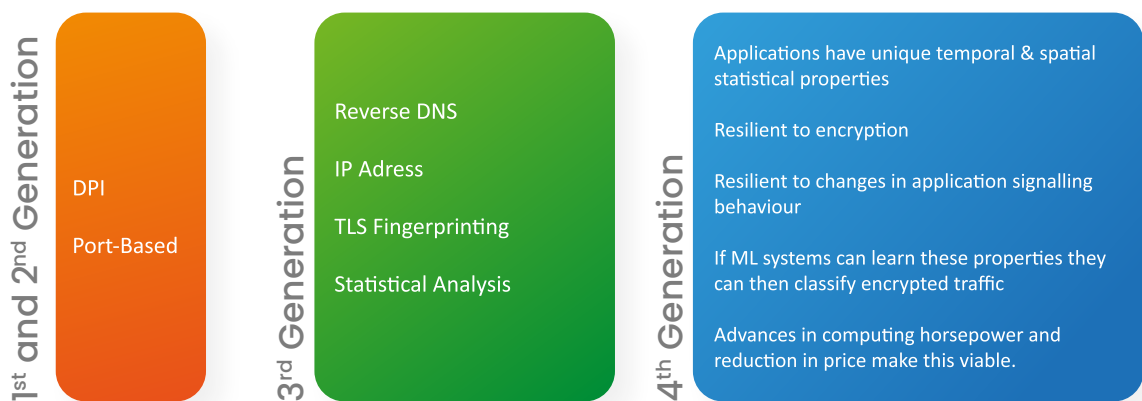 1st and 2nd Generation
DPI
Port-Based
3rd Generation
Reverse DNS
IP Adress
TLS Fingerprinting
Statistical Analysis
4th Generation
Applications have unique temporal & spatial
statistical properties
Resilient to encryption
Resilient to changes in application signalling
behaviour
If ML systems can learn these properties they
can then classify encrypted traffic
Advances in computing horsepower and
reduction in price make this viable.